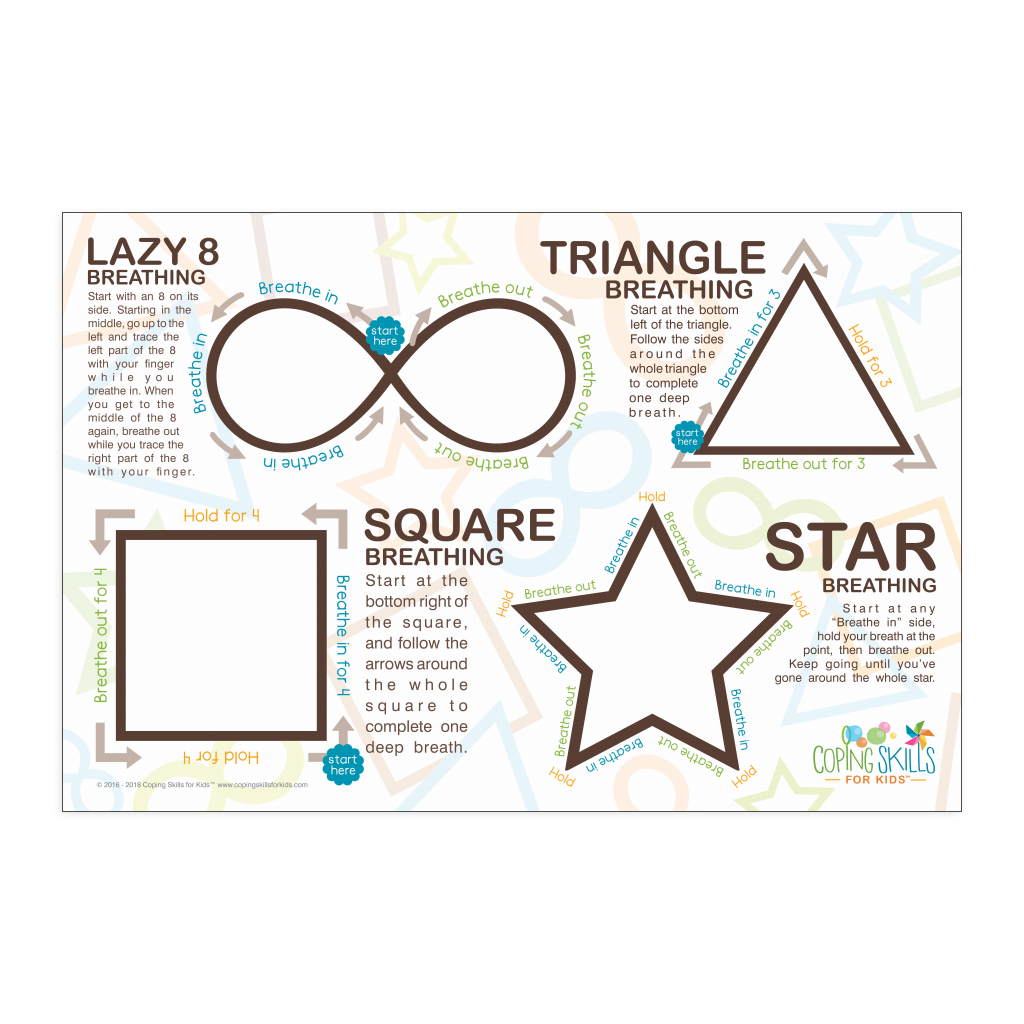 LAZY 8
BREATHING
Start with an 8 on its
side. Starting in the
middle, go up to the
left and trace the
left part of the 8
with your finger
while you
breathe in. When
you get to the
middle of the 8
again, breathe out
while you trace the
right part of the 8
with your finger.
Breathe in
Breathe in
Breathe in
start
here
Breathe out
Breathe out
Breathe out
TRIANGLE
BREATHING
Start at the bottom
left of the triangle.
Follow the sides
around the
whole triangle
to complete
one deep
breath.
start
here
Breathe in for 3
Hold for 3
Breathe out for 3
Hold for 4
Breathe out for 4
Hold for 4
Breathe in for 4
start
here
SQUARE
BREATHING
Start at the
bottom right of
the square,
and follow the
arrows around
the whole
square to
complete one
deep breath.
Hold
Breathe in
Breathe out
Breathe in
Hold
Breathe out
Breathe in
Hold
Breathe out
Breathe in
Hold
Breathe out
Breathe in
Hold
Breathe out
STAR
BREATHING
Start at any
“Breathe in” side,
hold your breath at the
point, then breathe out.
Keep going until you’ve
gone around the whole star.
COPING SKILLS
FOR KIDS™
© 2016 - 2018 Coping Skills for Kids™ www.copingskillsforkids.com